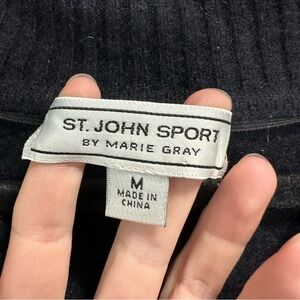 ST. JOHN SPORT
BY MARIE GRAY
M
MADE IN
CHINA